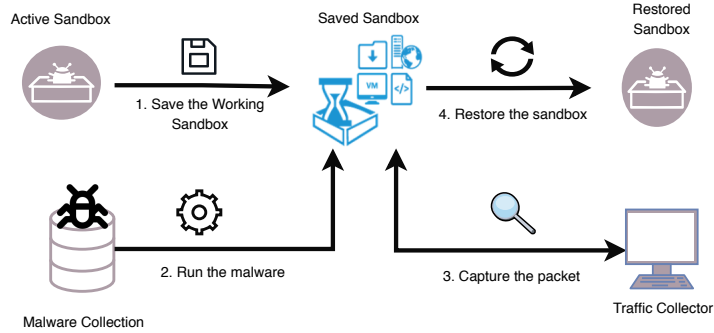 Active Sandbox
Saved Sandbox
Restored
Sandbox
VM
</>
1. Save the Working
Sandbox
4. Restore the sandbox
2. Run the malware
3. Capture the packet
Malware Collection
Traffic Collector